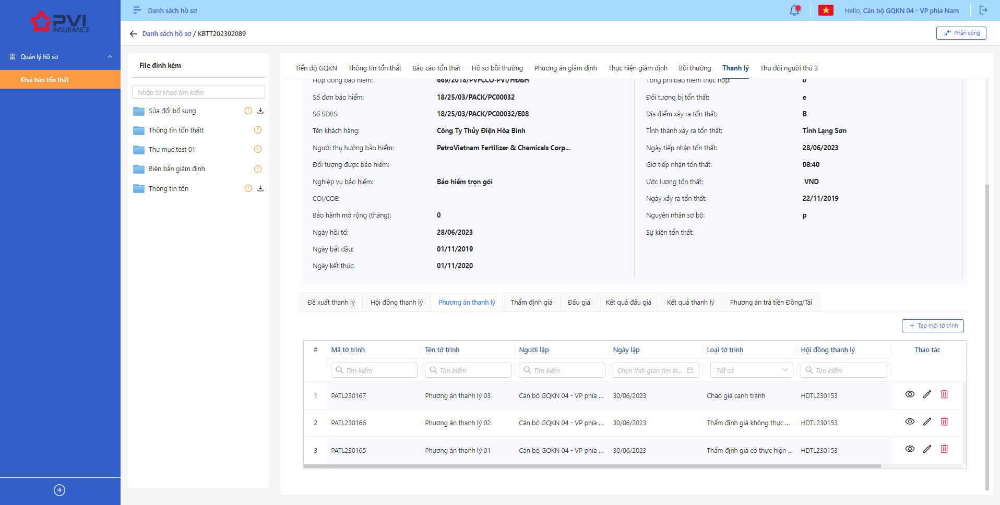 PVI
INSURANCE
Quản lý hồ sơ
Khai báo tổn thất
Danh sách hồ sơ
Hello, Cán bộ GQKN 04 - VP phía Nam
Danh sách hồ sơ / KBTT202302089
Phân công
File đính kèm
Nhập từ khoá tìm kiếm
Sửa đổi bổ sung
Thông tin tổn thấtt
Thư mục test 01
Biên bản giám định
Thông tin tổn
Tiến độ GQKN Thông tin tổn thất Báo cáo tổn thất Hồ sơ bồi thường Phương án giám định Thực hiện giám định Bồi thường Thanh lý Thu đòi người thứ 3
Hợp đồng bảo hiểm: 669/2018/PVFCCO-PVI/HĐBH
Số đơn bảo hiểm: 18/25/03/PACK/PC00032
Số SĐBS: 18/25/03/PACK/PC00032/E08
Tên khách hàng: Công Ty Thủy Điện Hòa Bình
Người thụ hưởng bảo hiểm: PetroVietnam Fertilizer & Chemicals Corp...
Đối tượng được bảo hiểm:
Nghiệp vụ bảo hiểm: Bảo hiểm trọn gói
COI/COE:
Bảo hành mở rộng (tháng): 0
Ngày hồi tố: 28/06/2023
Ngày bắt đầu: 01/11/2019
Ngày kết thúc: 01/11/2020
Tổng phí bảo hiểm thực nộp: 0
Đối tượng bị tổn thất: e
Địa điểm xảy ra tổn thất: B
Tỉnh thành xảy ra tổn thất: Tỉnh Lạng Sơn
Ngày tiếp nhận tổn thất: 28/06/2023
Giờ tiếp nhận tổn thất: 08:40
Ước lượng tổn thất: VND
Ngày xảy ra tổn thất: 22/11/2019
Nguyên nhân sơ bộ: p
Sự kiện tổn thất:
Đề xuất thanh lý Hội đồng thanh lý Phương án thanh lý Thẩm định giá Đấu giá Kết quả đấu giá Kết quả thanh lý Phương án trả tiền Đồng/Tái
+ Tạo mới tờ trình
# Mã tờ trình Tên tờ trình Người lập Ngày lập Loại tờ trình Hội đồng thanh lý Thao tác
Tìm kiếm Tìm kiếm Tìm kiếm Chọn thời gian tìm ki... Tất cả Tìm kiếm
1 PATL230167 Phương án thanh lý 03 Cán bộ GQKN 04 - VP phía ... 30/06/2023 Chào giá cạnh tranh HDTL230153
2 PATL230166 Phương án thanh lý 02 Cán bộ GQKN 04 - VP phía ... 30/06/2023 Thẩm định giá không thực ... HDTL230153
3 PATL230165 Phương án thanh lý 01 Cán bộ GQKN 04 - VP phía ... 30/06/2023 Thẩm định giá có thực hiện ... HDTL230153